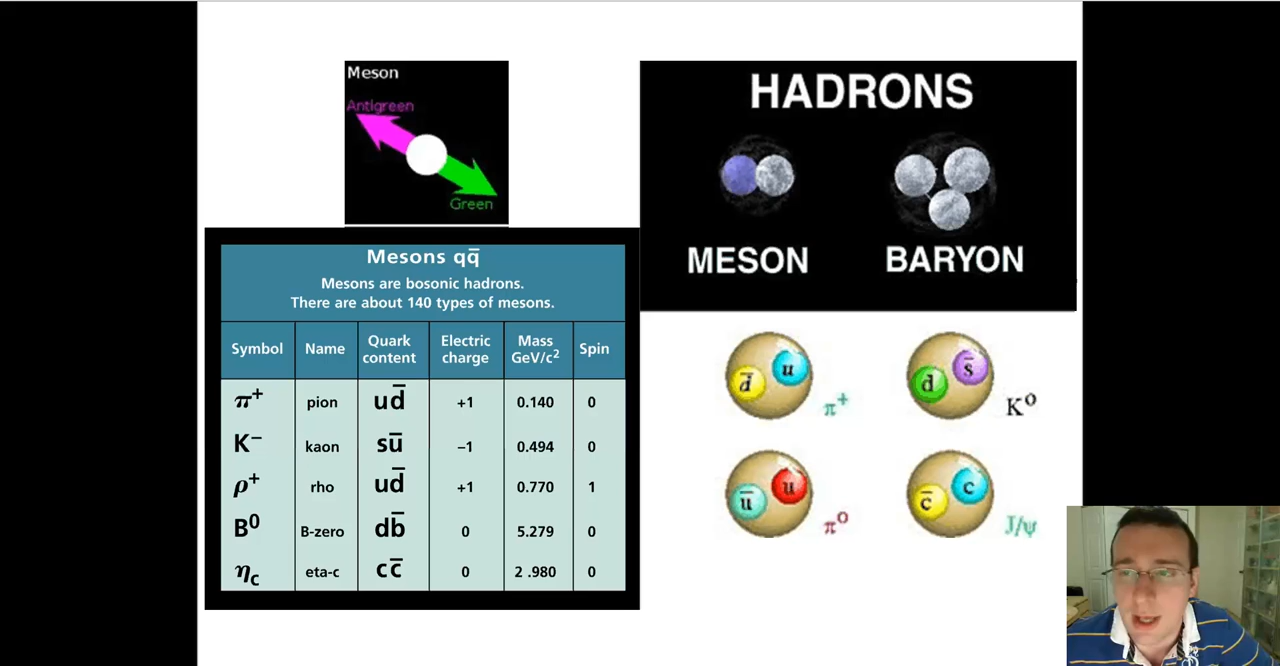 Meson
Antigreen
Green
HADRONS
MESON BARYON
Mesons qq̅
Mesons are bosonic hadrons.
There are about 140 types of mesons.
Symbol Name Quark content Electric charge Mass GeV/c² Spin
π⁺ pion ud̅ +1 0.140 0
K⁻ kaon su̅ −1 0.494 0
ρ⁺ rho ud̅ +1 0.770 1
B⁰ B-zero db̅ 0 5.279 0
η꜀ eta-c cc̅ 0 2 .980 0
d̅ u π⁺
d s̅ K⁰
u̅ u π⁰
c̅ c J/ψ